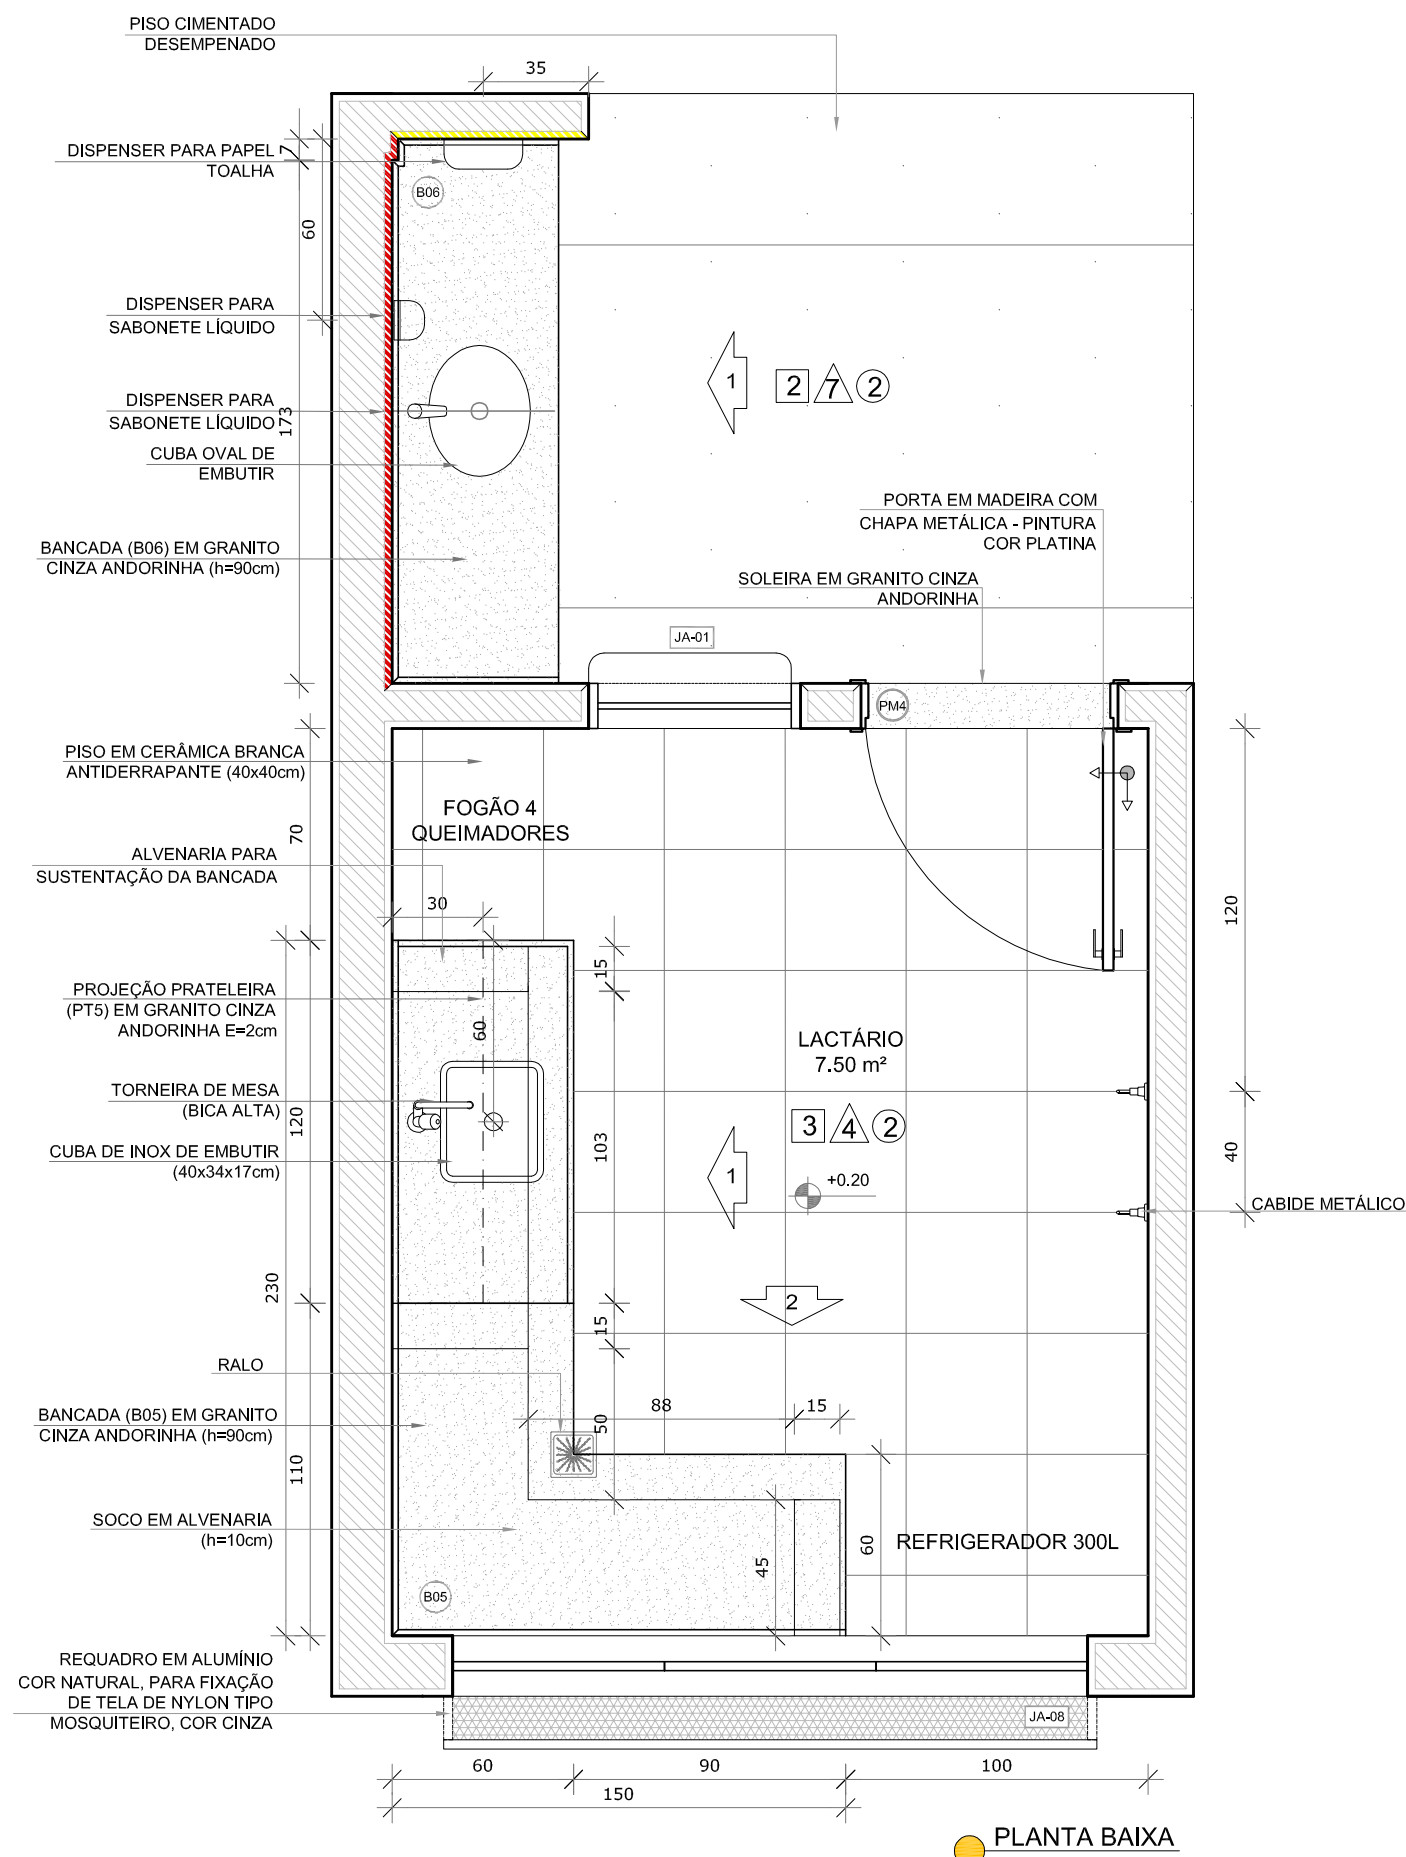 PISO CIMENTADO
DESEMPENADO
35
7
DISPENSER PARA PAPEL
TOALHA
B06
60
DISPENSER PARA
SABONETE LÍQUIDO
1
2 7 2
DISPENSER PARA
SABONETE LÍQUIDO
173
CUBA OVAL DE
EMBUTIR
PORTA EM MADEIRA COM
CHAPA METÁLICA - PINTURA
COR PLATINA
BANCADA (B06) EM GRANITO
CINZA ANDORINHA (h=90cm)
SOLEIRA EM GRANITO CINZA
ANDORINHA
JA-01
PM4
PISO EM CERÂMICA BRANCA
ANTIDERRAPANTE (40x40cm)
FOGÃO 4
QUEIMADORES
70
ALVENARIA PARA
SUSTENTAÇÃO DA BANCADA
30
120
15
PROJEÇÃO PRATELEIRA
(PT5) EM GRANITO CINZA
ANDORINHA E=2cm
60
LACTÁRIO
7.50 m²
TORNEIRA DE MESA
(BICA ALTA)
120
3 4 2
103
40
CUBA DE INOX DE EMBUTIR
(40x34x17cm)
1
+0.20
CABIDE METÁLICO
230
2
15
RALO
88
15
50
BANCADA (B05) EM GRANITO
CINZA ANDORINHA (h=90cm)
110
SOCO EM ALVENARIA
(h=10cm)
45
60
REFRIGERADOR 300L
B05
REQUADRO EM ALUMÍNIO
COR NATURAL, PARA FIXAÇÃO
DE TELA DE NYLON TIPO
MOSQUITEIRO, COR CINZA
JA-08
60
90
100
150
PLANTA BAIXA